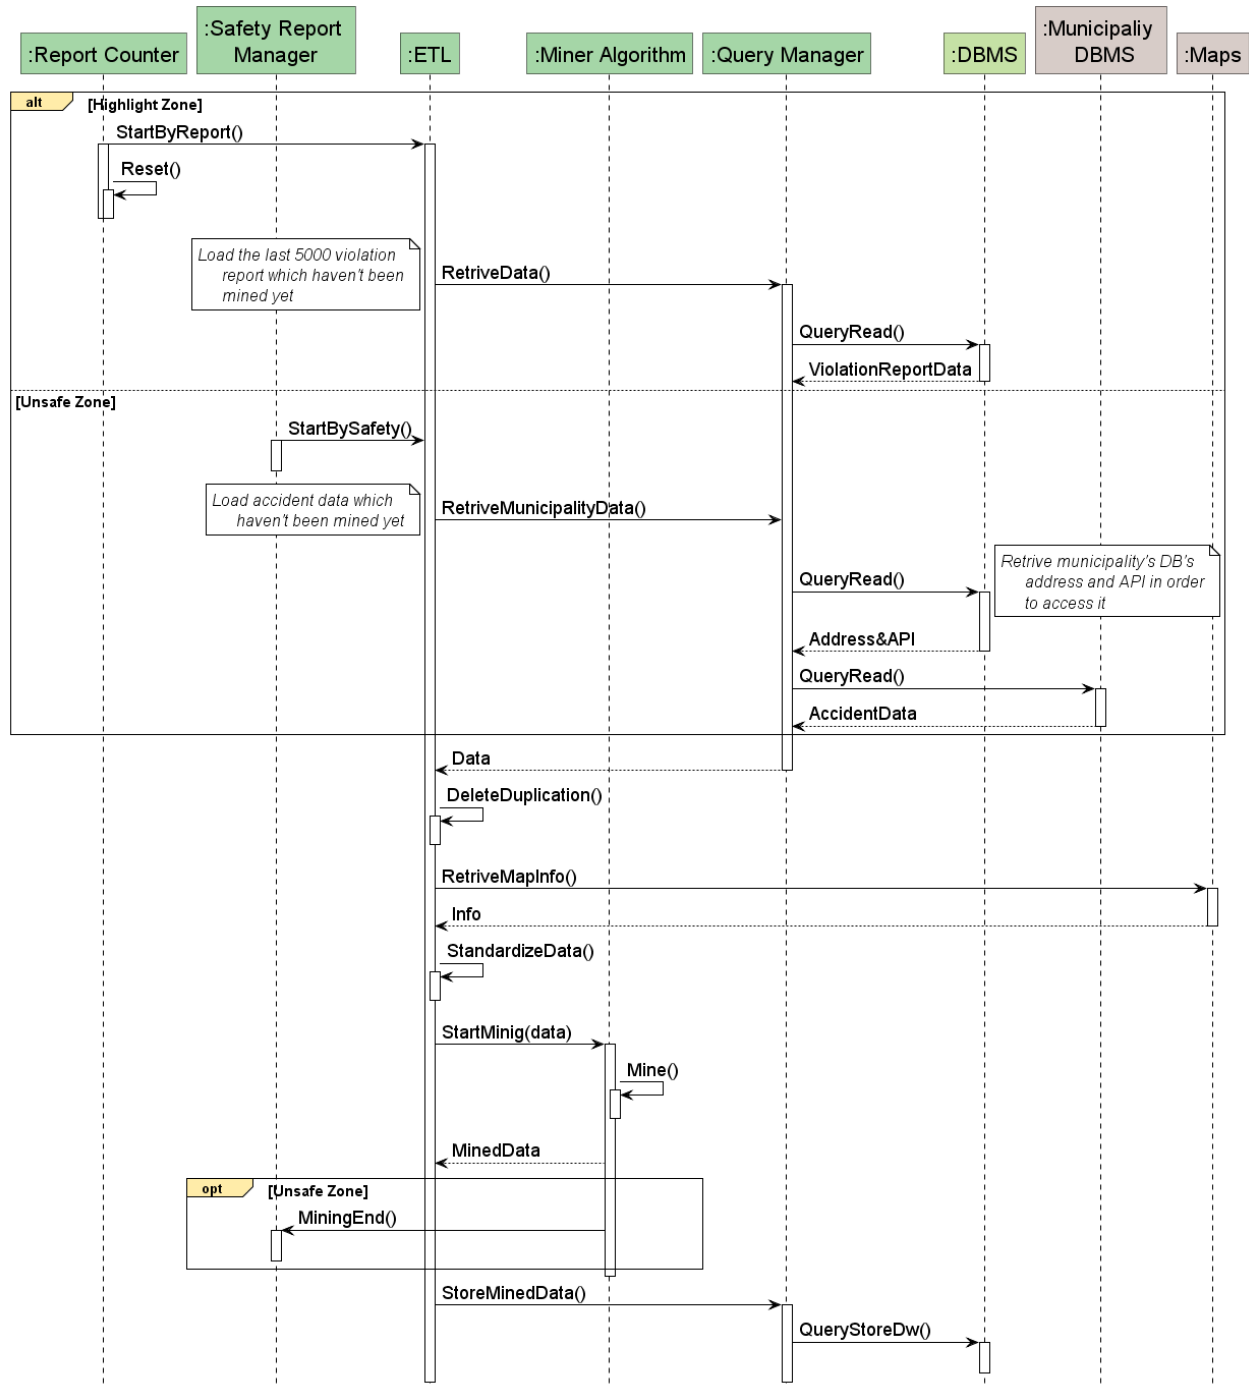 :Report Counter
:Safety Report
Manager
:ETL
:Miner Algorithm
:Query Manager
:DBMS
:Municipaliy
DBMS
:Maps
alt
[Highlight Zone]
StartByReport()
Reset()
Load the last 5000 violation
report which haven't been
mined yet
RetriveData()
QueryRead()
ViolationReportData
[Unsafe Zone]
StartBySafety()
Load accident data which
haven't been mined yet
RetriveMunicipalityData()
Retrive municipality's DB's
address and API in order
to access it
QueryRead()
Address&API
QueryRead()
AccidentData
Data
DeleteDuplication()
RetriveMapInfo()
Info
StandardizeData()
StartMinig(data)
Mine()
MinedData
opt
[Unsafe Zone]
MiningEnd()
StoreMinedData()
QueryStoreDw()